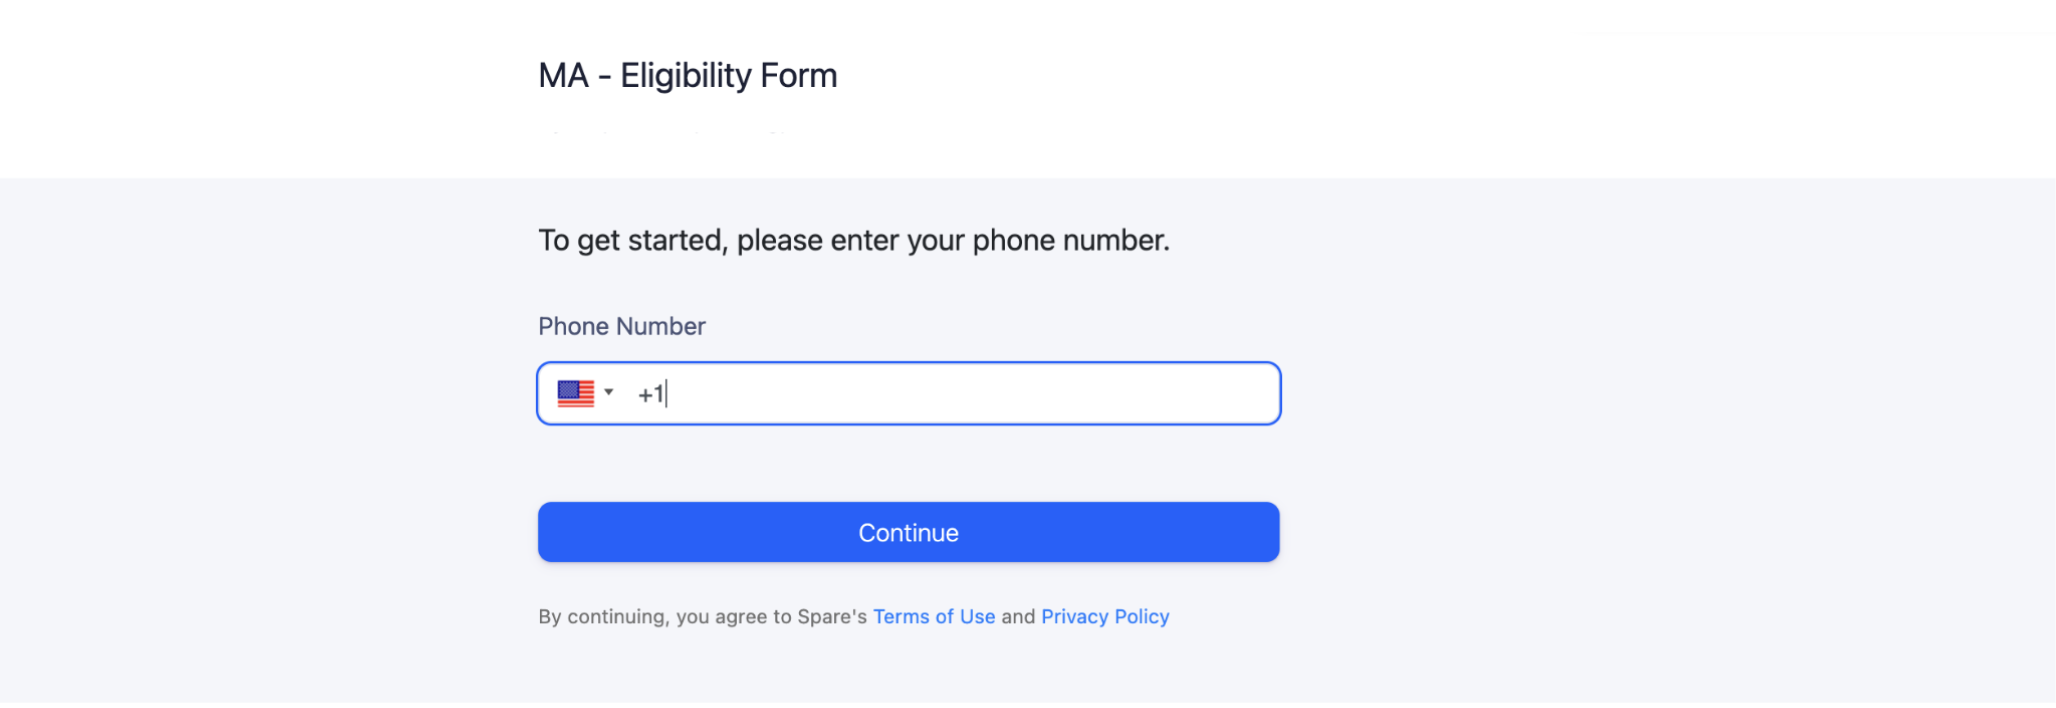 MA - Eligibility Form
To get started, please enter your phone number.
Phone Number
+1
Continue
By continuing, you agree to Spare's Terms of Use and Privacy Policy